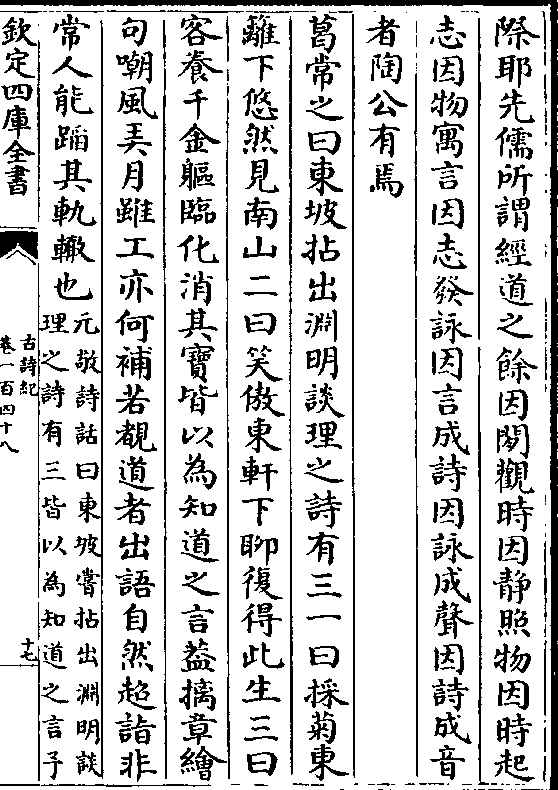 際耶先儒所謂經道之餘因閑觀時因静照物因時起
志因物寓言因志發詠因言成詩因詠成聲因詩成音
者陶公有焉
葛常之曰東坡拈出淵明談理之詩有三一曰採菊東
籬下悠然見南山二曰笑傲東軒下聊復得此生三曰
客養千金軀臨化消其寳皆以為知道之言葢摛章繪
句嘲風弄月雖工亦何補若覩道者出語自然超詣非
常人能蹈其軌轍也元敬詩話曰東坡嘗拈出淵明談
理之詩有三皆以為知道之言予
欽定四庫全書
古詩紀
卷一百四十八
十七